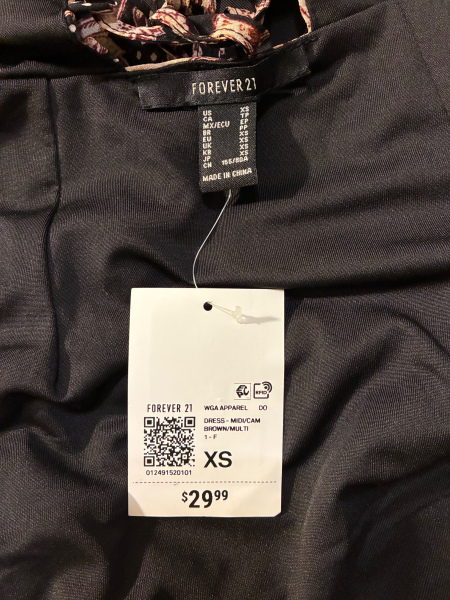 FOREVER 21
US XS
CA TP
MX/ECU EP
BR PP
EU XS
UK XS
KR XS
JP XS
CN 155/80A
MADE IN CHINA
RFID
FOREVER 21 WGA APPAREL DO
DRESS - MIDI/CAM
BROWN/MULTI
1 - F
XS
012491520101
$29.99